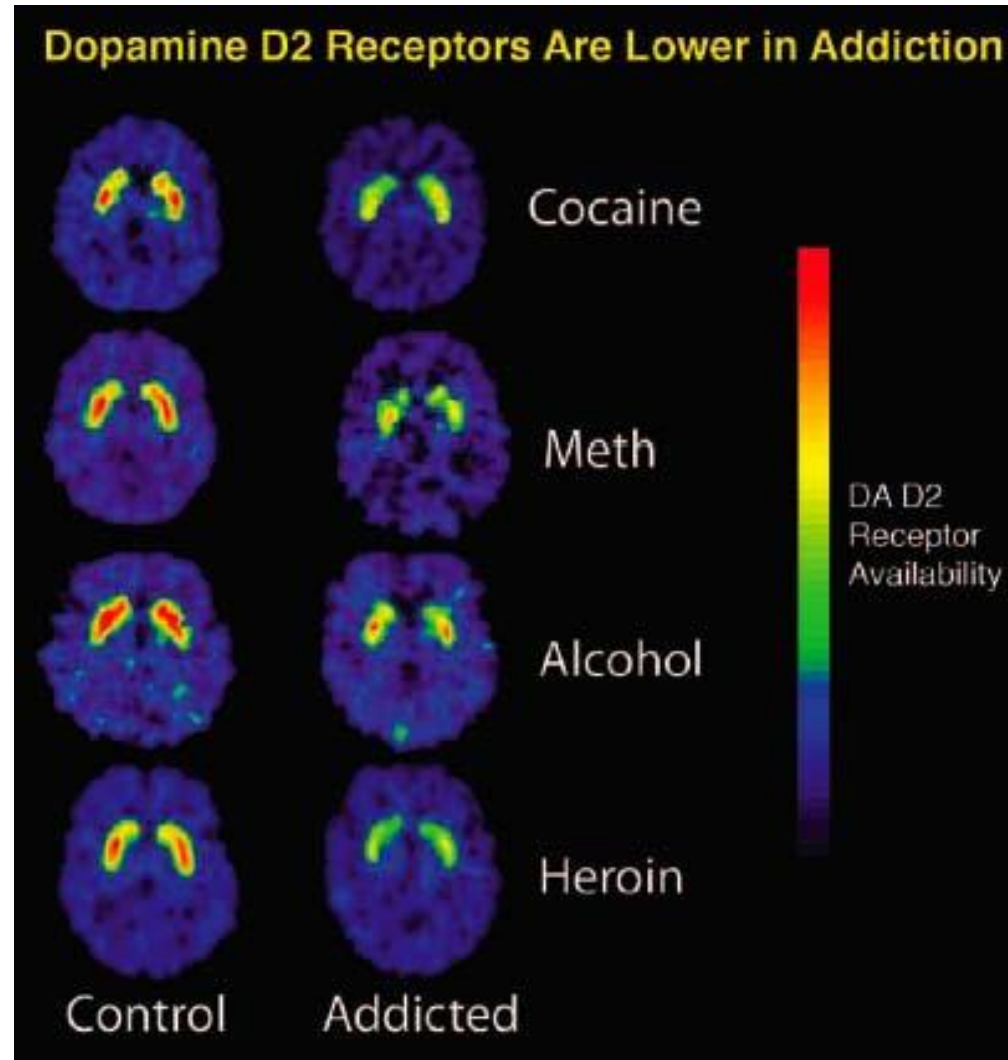 Dopamine D2 Receptors Are Lower in Addiction
Cocaine
Meth
DA D2
Receptor
Availability
Alcohol
Heroin
Control
Addicted